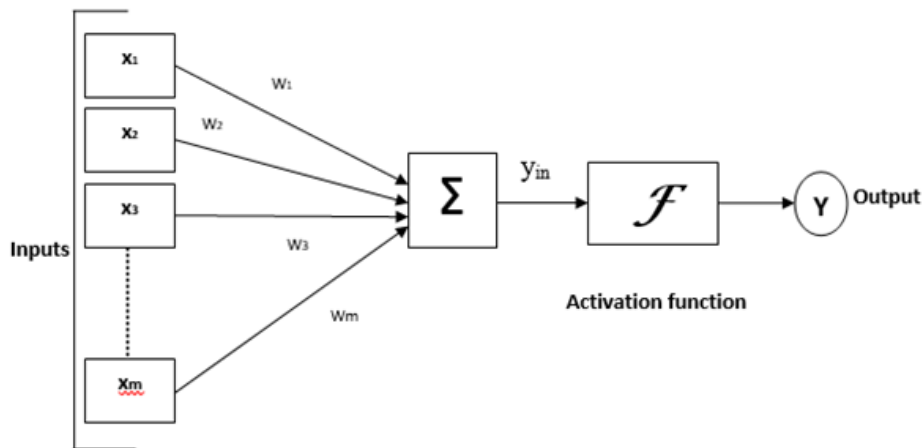 x₁
W₁
x₂
W₂
x₃
Inputs
W₃
Wm
xm
Σ
yin
ℱ
Y
Output
Activation function